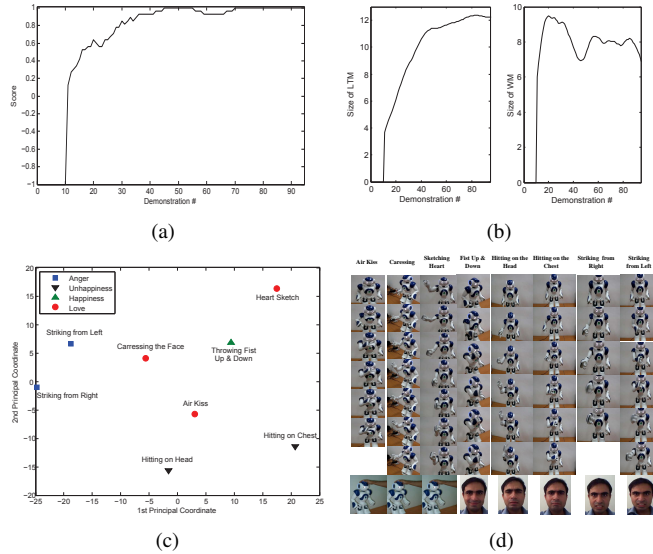 1
0.8
0.6
0.4
0.2
0
−0.2
−0.4
−0.6
−0.8
−1
Score
0 10 20 30 40 50 60 70 80 90
Demonstration #
(a)
12
10
8
6
4
2
0
Size of LTM
20 40 60 80
Demonstration #
10
8
6
4
2
0
Size of WM
20 40 60 80
Demonstration #
(b)
20
15
10
5
0
−5
−10
−15
−20
2nd Principal Coordinate
Anger
Unhappiness
Happiness
Love
Heart Sketch
Striking from Left
Carressing the Face
Throwing Fist
Up & Down
Striking from Right
Air Kiss
Hitting on Chest
Hitting on Head
−25 −20 −15 −10 −5 0 5 10 15 20 25
1st Principal Coordinate
(c)
Air Kiss
Caressing
Sketching
Heart
Fist Up &
Down
Hitting on the
Head
Hitting on the
Chest
Striking from
Right
Striking
from Left
(d)